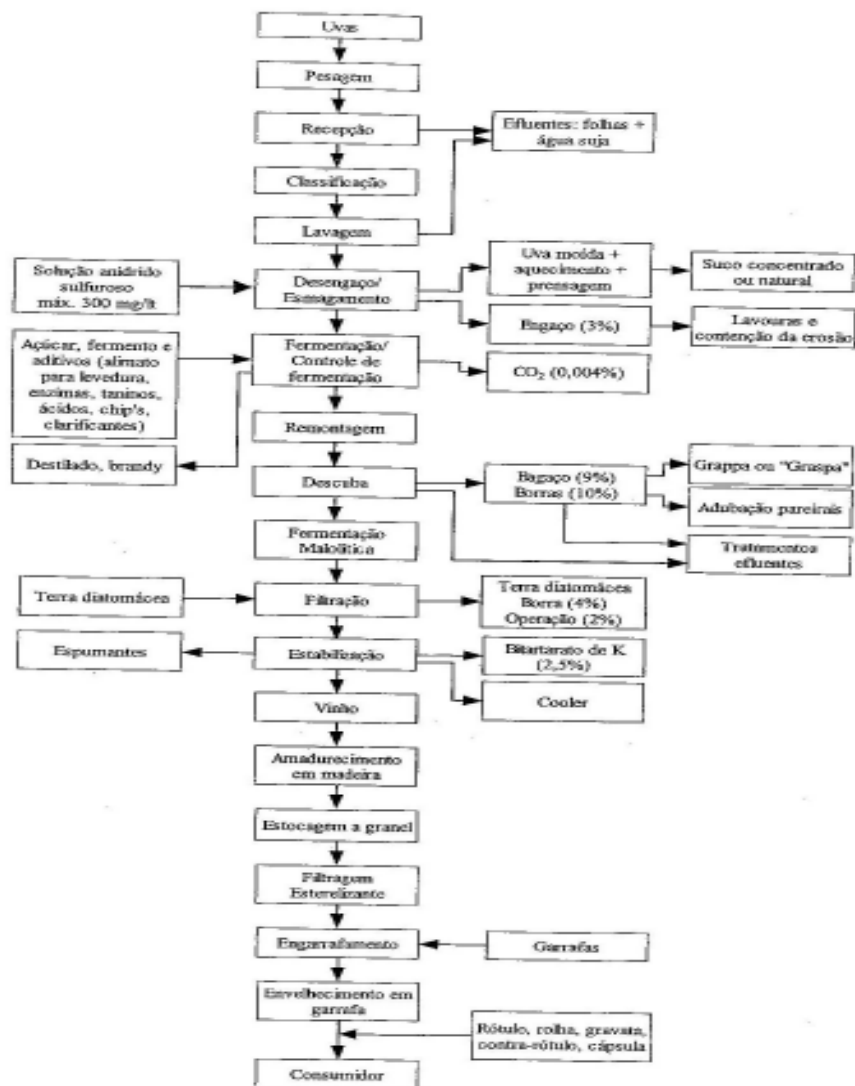 Uvas
Pesagem
Recepção
Efluentes: folhas +
água suja
Classificação
Lavagem
Solução anidrido
sulfuroso
máx. 300 mg/lt
Desengaço/
Esmagamento
Uva moída +
aquecimento +
prensagem
Suco concentrado
ou natural
Engaço (3%)
Lavouras e
contenção da erosão
Açúcar, fermento e
aditivos (alimato
para levedura,
enzimas, taninos,
ácidos, chip's,
clarificantes)
Fermentação/
Controle de
fermentação
CO₂ (0,004%)
Remontagem
Destilado, brandy
Descuba
Bagaço (9%)
Borras (10%)
Grappa ou "Graspa"
Adubação pareirais
Tratamentos
efluentes
Fermentação
Malolítica
Terra diatomácea
Filtração
Terra diatomácea
Borra (4%)
Operação (2%)
Espumantes
Estabilização
Bitartarato de K
(2,5%)
Cooler
Vinho
Amadurecimento
em madeira
Estocagem a granel
Filtragem
Esterelizante
Engarrafamento
Garrafas
Envelhecimento em
garrafa
Rótulo, rolha, gravata,
contra-rótulo, cápsula
Consumidor